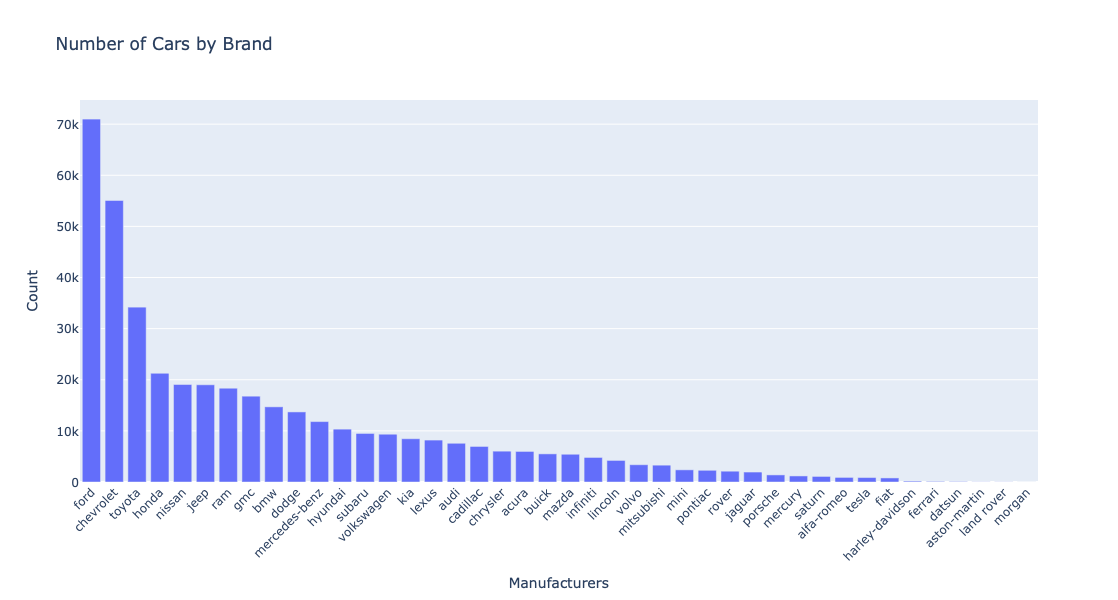 Number of Cars by Brand
Count
70k
60k
50k
40k
30k
20k
10k
0
ford
chevrolet
toyota
honda
nissan
jeep
ram
gmc
bmw
dodge
mercedes-benz
hyundai
subaru
volkswagen
kia
lexus
audi
cadillac
chrysler
acura
buick
mazda
infiniti
lincoln
volvo
mitsubishi
mini
pontiac
rover
jaguar
porsche
mercury
saturn
alfa-romeo
tesla
fiat
harley-davidson
ferrari
datsun
aston-martin
land rover
morgan
Manufacturers